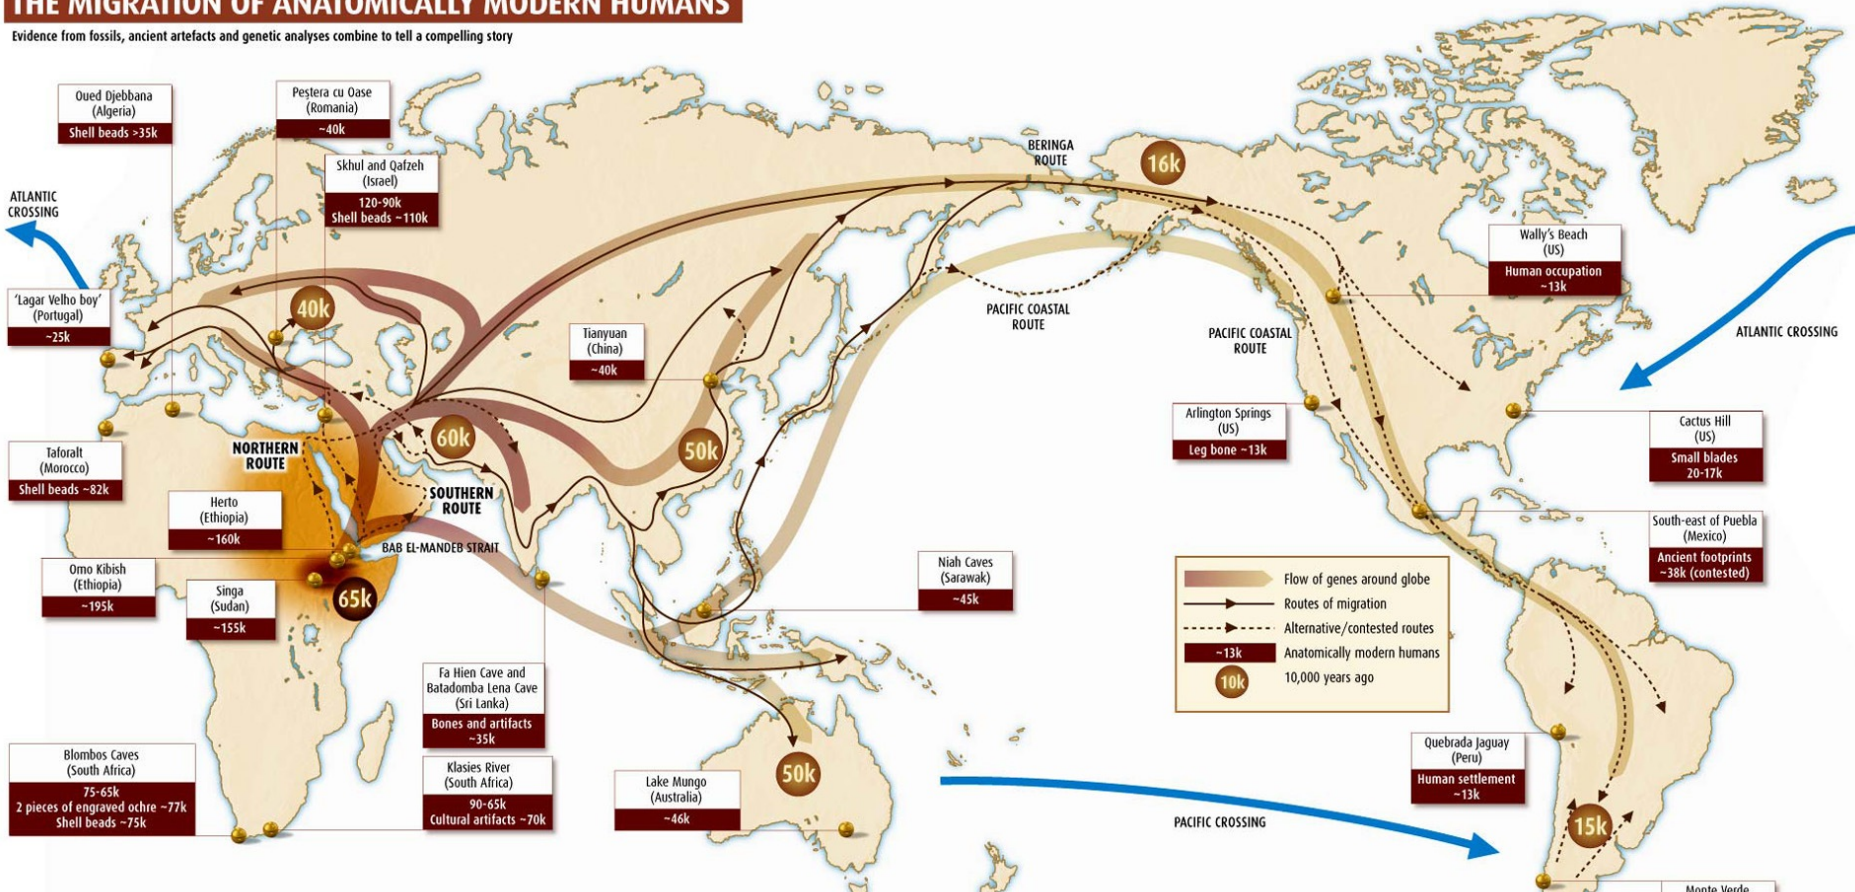 THE MIGRATION OF ANATOMICALLY MODERN HUMANS
Evidence from fossils, ancient artefacts and genetic analyses combine to tell a compelling story
Oued Djebbana
(Algeria)
Shell beads >35k
Peştera cu Oase
(Romania)
~40k
Skhul and Qafzeh
(Israel)
120-90k
Shell beads ~110k
ATLANTIC
CROSSING
'Lagar Velho boy'
(Portugal)
~25k
40k
BERINGA
ROUTE
16k
Wally's Beach
(US)
Human occupation
~13k
PACIFIC COASTAL
ROUTE
PACIFIC COASTAL
ROUTE
ATLANTIC CROSSING
Tianyuan
(China)
~40k
Taforalt
(Morocco)
Shell beads ~82k
NORTHERN
ROUTE
60k
50k
Arlington Springs
(US)
Leg bone ~13k
Cactus Hill
(US)
Small blades
20-17k
Herto
(Ethiopia)
~160k
SOUTHERN
ROUTE
BAB EL-MANDEB STRAIT
South-east of Puebla
(Mexico)
Ancient footprints
~38k (contested)
Omo Kibish
(Ethiopia)
~195k
Singa
(Sudan)
~155k
65k
Niah Caves
(Sarawak)
~45k
Flow of genes around globe
Routes of migration
Alternative/contested routes
~13k
Anatomically modern humans
10k
10,000 years ago
Fa Hien Cave and
Batadomba Lena Cave
(Sri Lanka)
Bones and artifacts
~35k
Blombos Caves
(South Africa)
75-65k
2 pieces of engraved ochre ~77k
Shell beads ~75k
Klasies River
(South Africa)
90-65k
Cultural artifacts ~70k
Lake Mungo
(Australia)
~46k
50k
PACIFIC CROSSING
Quebrada Jaguay
(Peru)
Human settlement
~13k
15k
Monte Verde